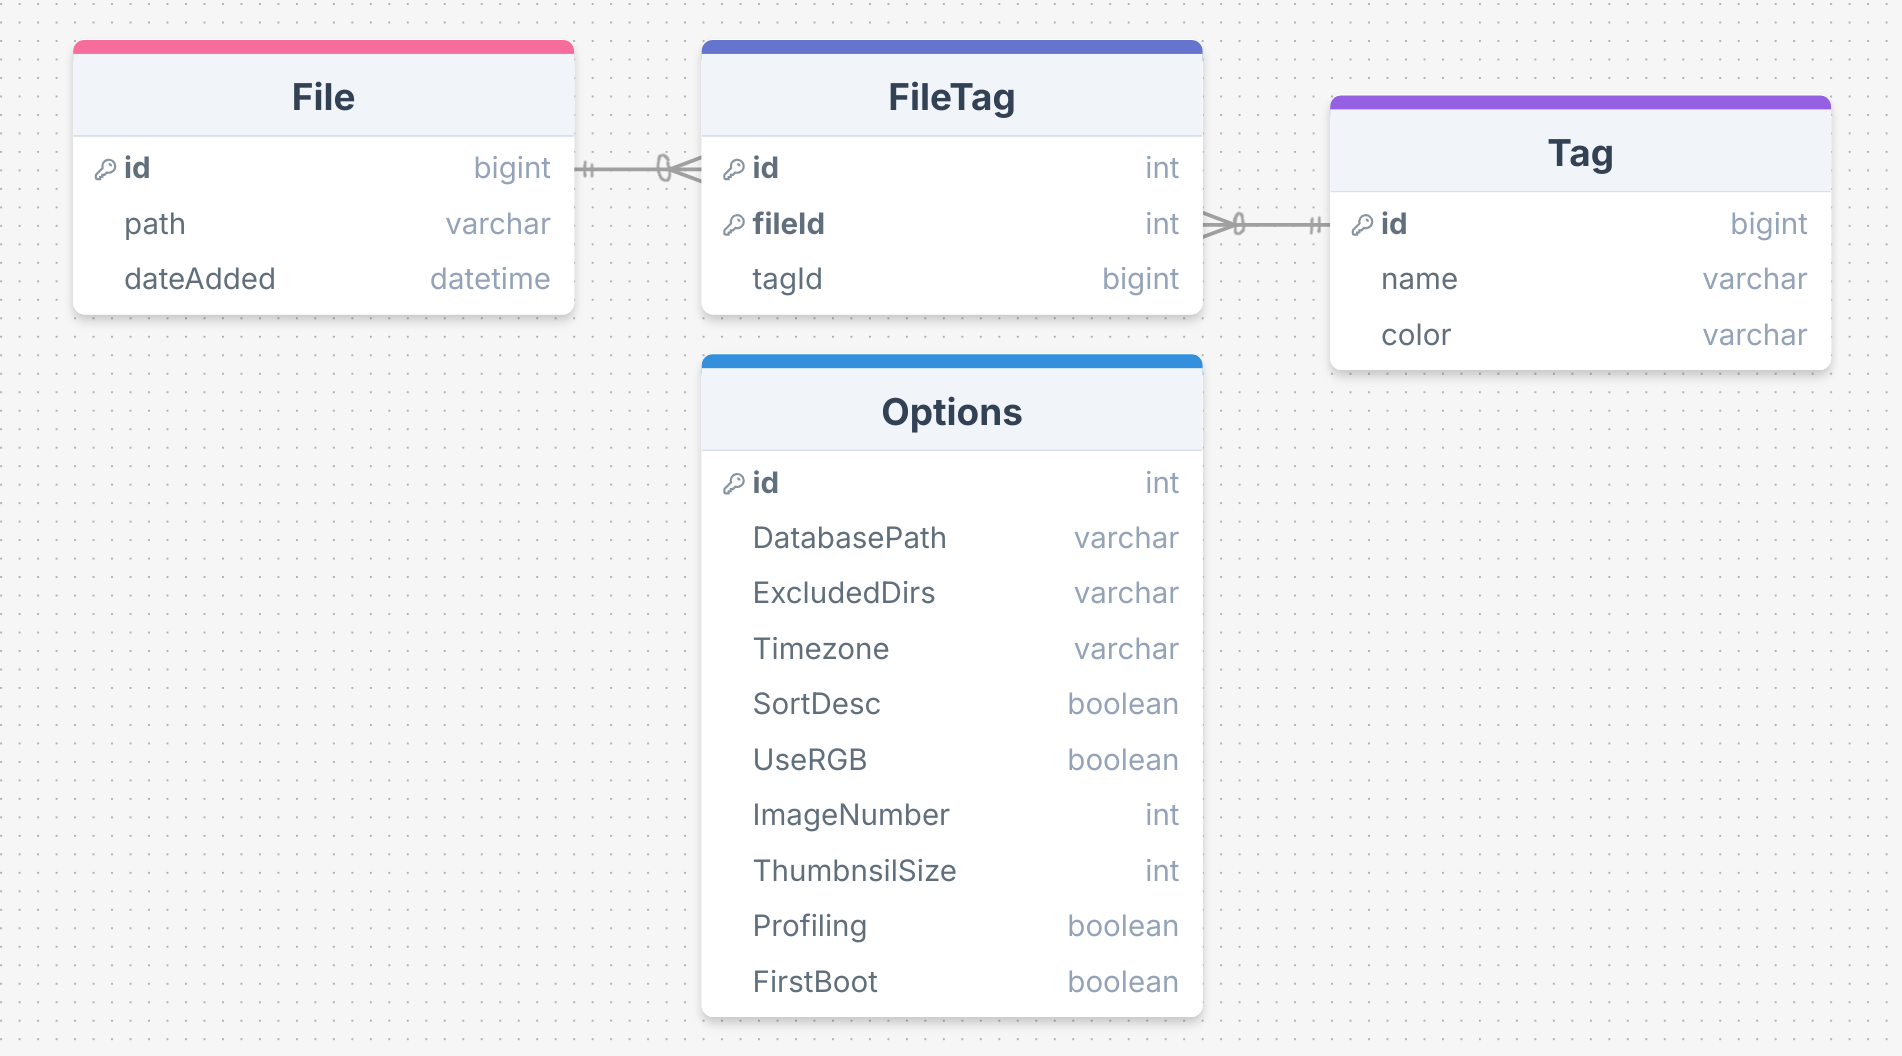 File
id bigint
path varchar
dateAdded datetime
FileTag
id int
fileId int
tagId bigint
Tag
id bigint
name varchar
color varchar
Options
id int
DatabasePath varchar
ExcludedDirs varchar
Timezone varchar
SortDesc boolean
UseRGB boolean
ImageNumber int
ThumbnsilSize int
Profiling boolean
FirstBoot boolean